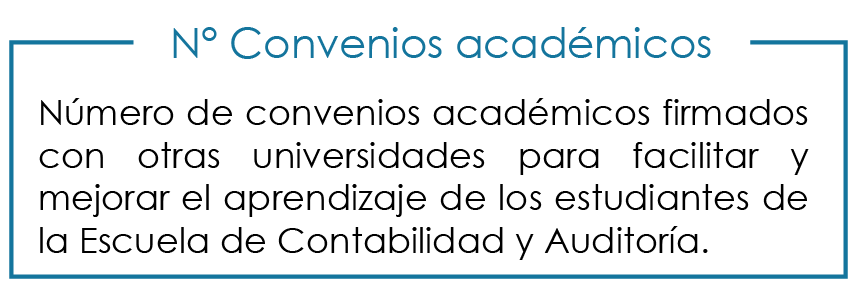 N° Convenios académicos
Número de convenios académicos firmados
con otras universidades para facilitar y
mejorar el aprendizaje de los estudiantes de
la Escuela de Contabilidad y Auditoría.